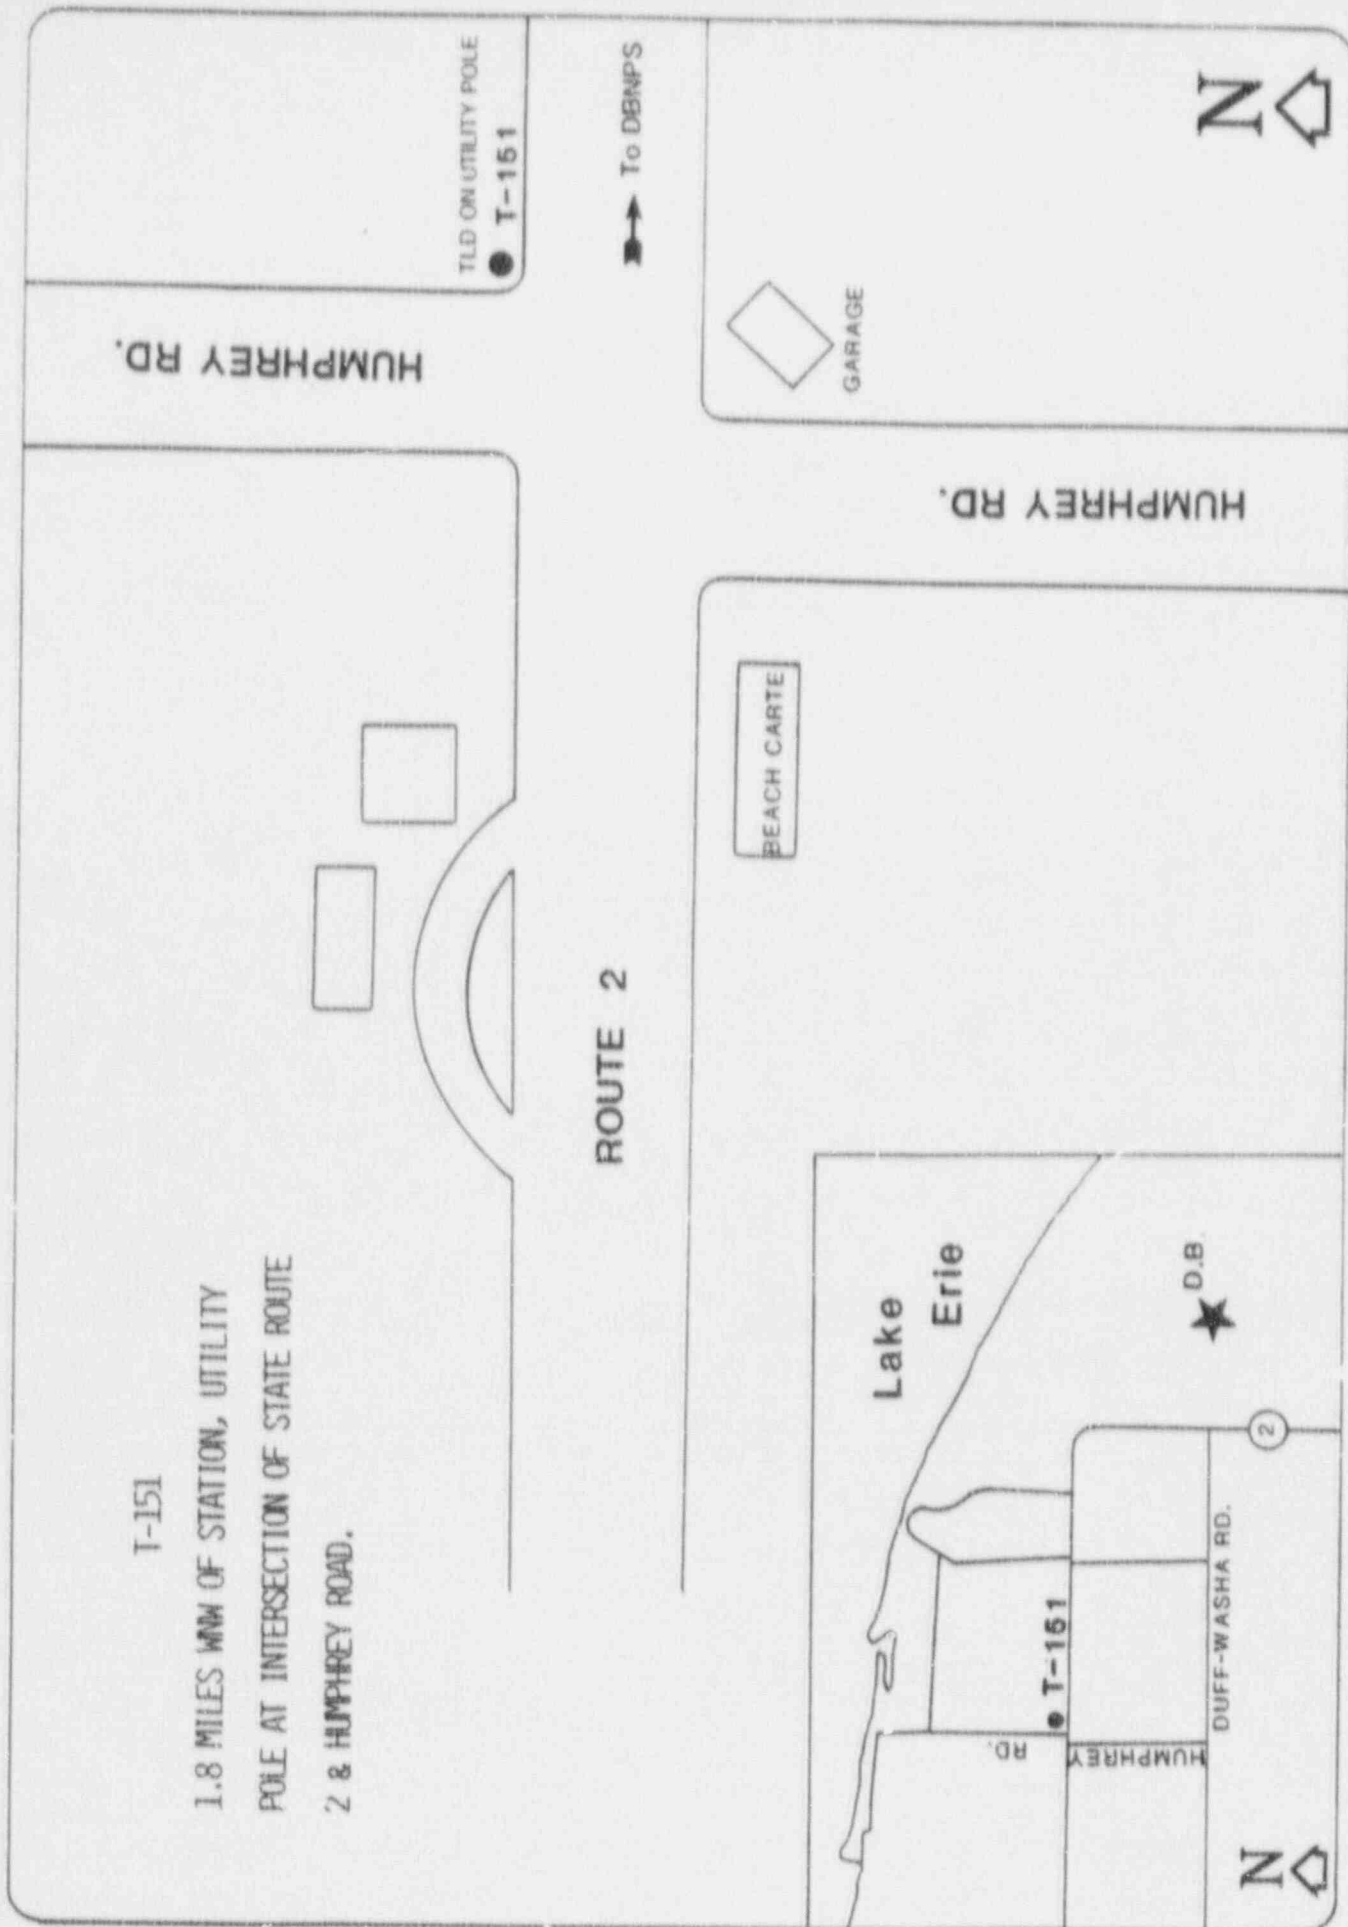 T-151
1.8 MILES WNW OF STATION, UTILITY
POLE AT INTERSECTION OF STATE ROUTE
2 & HUMPHREY ROAD.
HUMPHREY RD.
TLD ON UTILITY POLE
T-151
To DBNPS
ROUTE 2
BEACH CARTE
GARAGE
HUMPHREY RD.
N
Lake
Erie
D.B.
T-151
RD.
HUMPHREY
DUFF-WASHA RD.
2
N